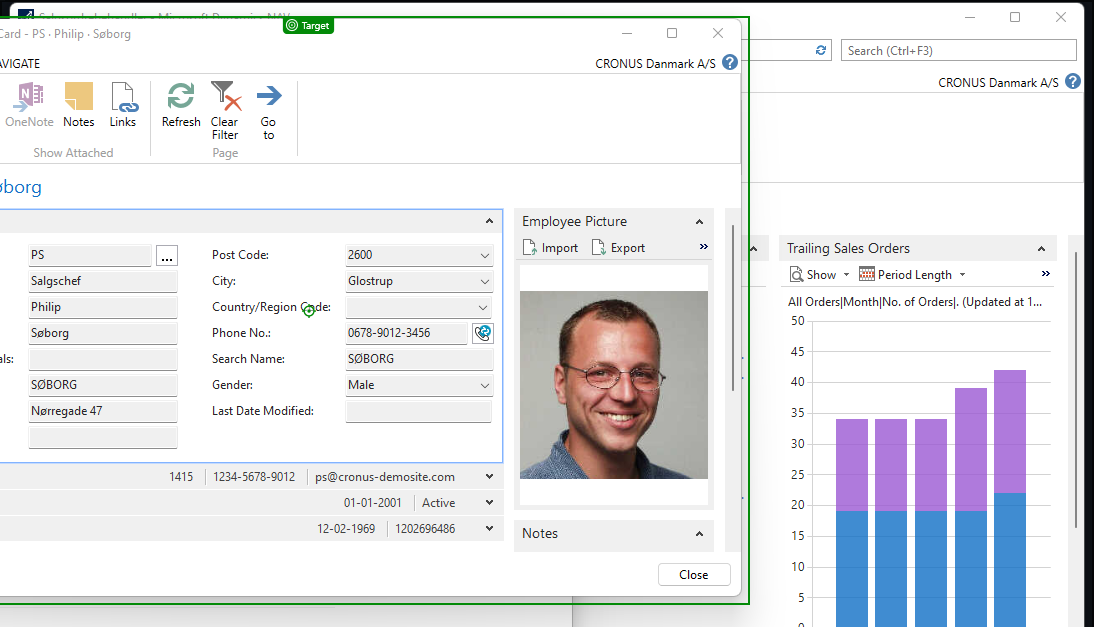 Target
Card - PS · Philip · Søborg
AVIGATE
CRONUS Danmark A/S
Search (Ctrl+F3)
CRONUS Danmark A/S
OneNote
Notes
Links
Show Attached
Refresh
Clear
Filter
Go
to
Page
øborg
PS
...
Salgschef
Philip
Søborg
als:
SØBORG
Nørregade 47
Post Code:
2600
City:
Glostrup
Country/Region Code:
Phone No.:
0678-9012-3456
Search Name:
SØBORG
Gender:
Male
Last Date Modified:
1415
1234-5678-9012
ps@cronus-demosite.com
01-01-2001
Active
12-02-1969
1202696486
Employee Picture
Import
Export
»
Notes
Close
Trailing Sales Orders
Show
Period Length
»
All Orders|Month|No. of Orders|. (Updated at 1...
50
45
40
35
30
25
20
15
10
5
0